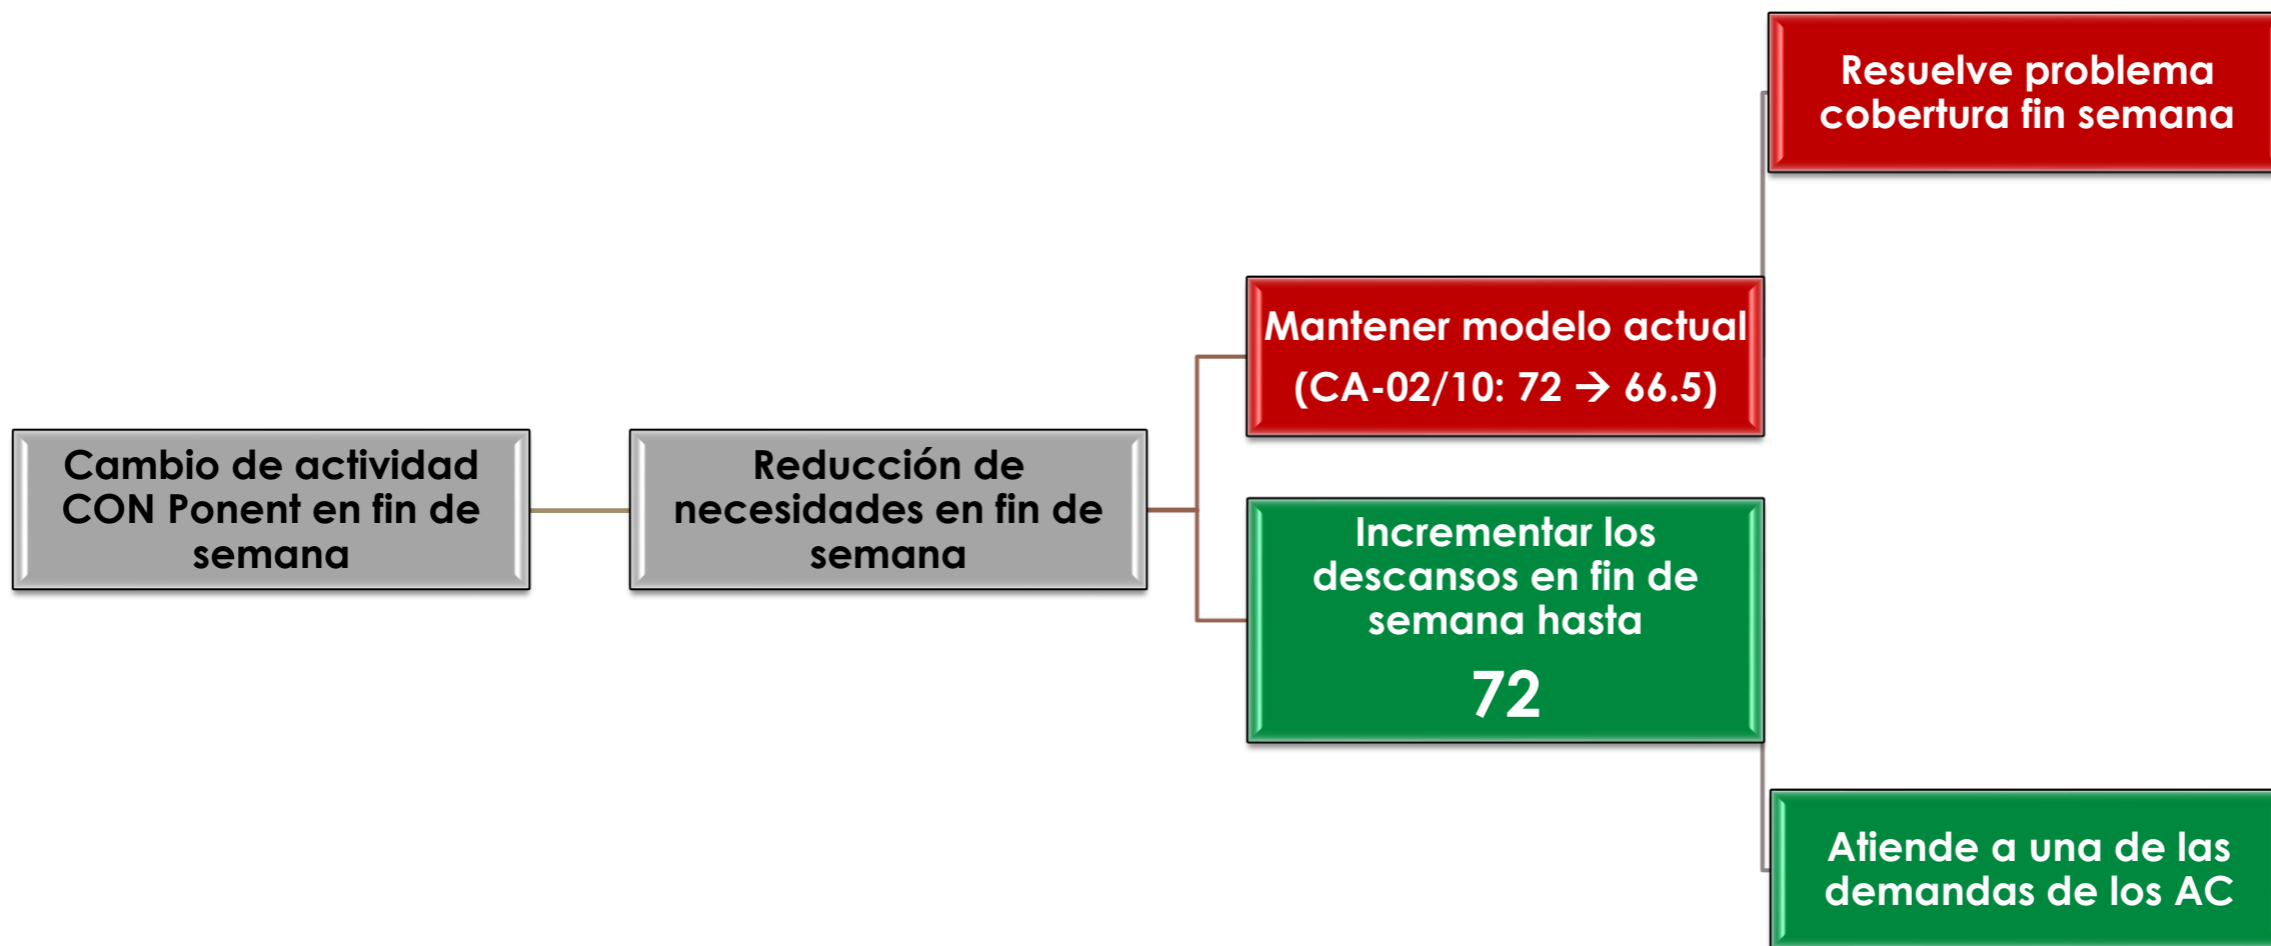 Resuelve problema
cobertura fin semana
Mantener modelo actual
(CA-02/10: 72 → 66.5)
Cambio de actividad
CON Ponent en fin de
semana
Reducción de
necesidades en fin de
semana
Incrementar los
descansos en fin de
semana hasta
72
Atiende a una de las
demandas de los AC